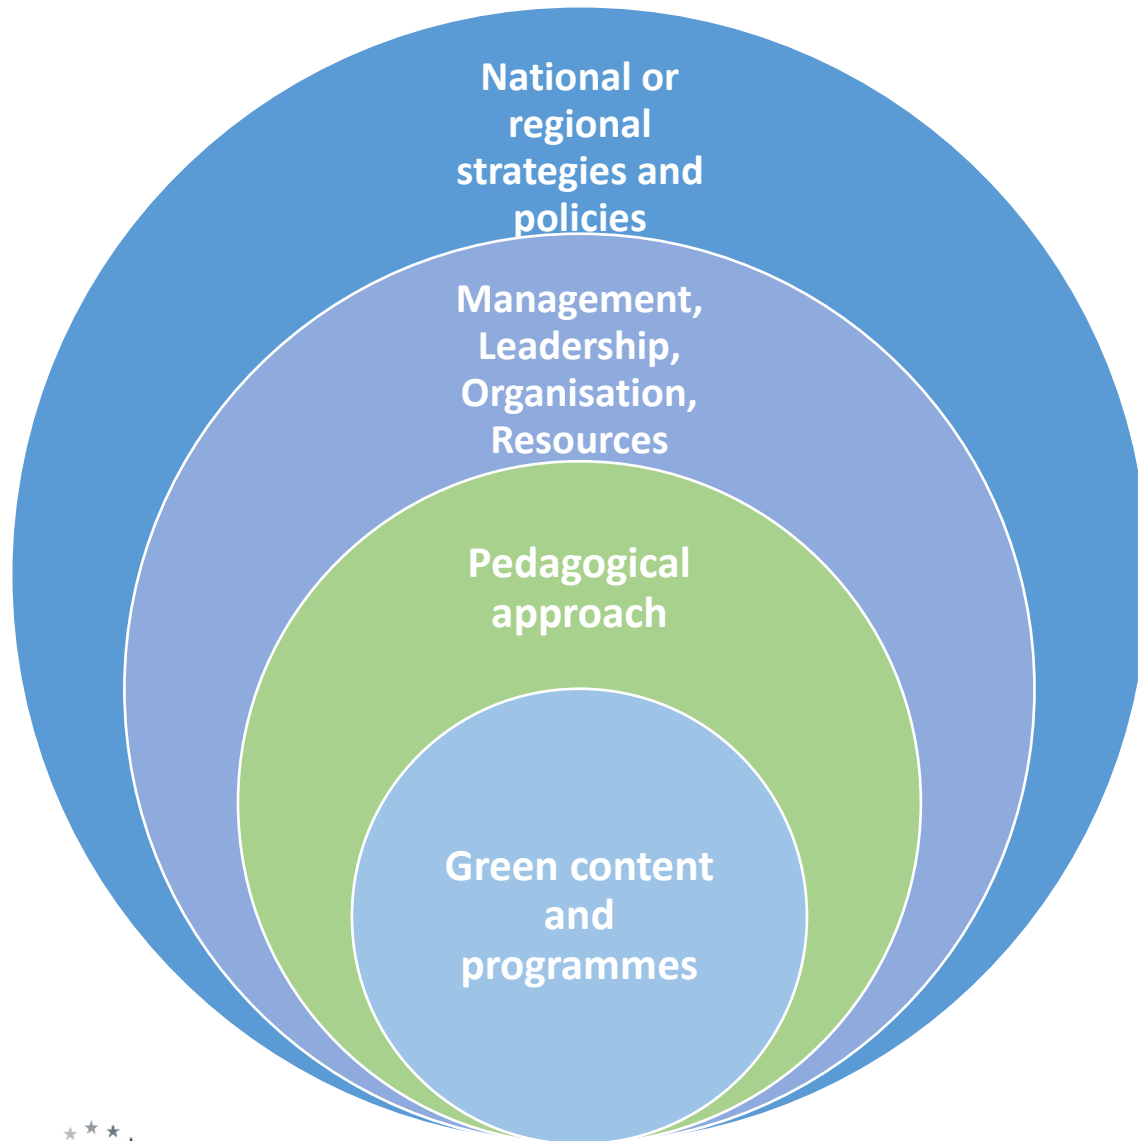 National or
regional
strategies and
policies
Management,
Leadership,
Organisation,
Resources
Pedagogical
approach
Green content
and
programmes